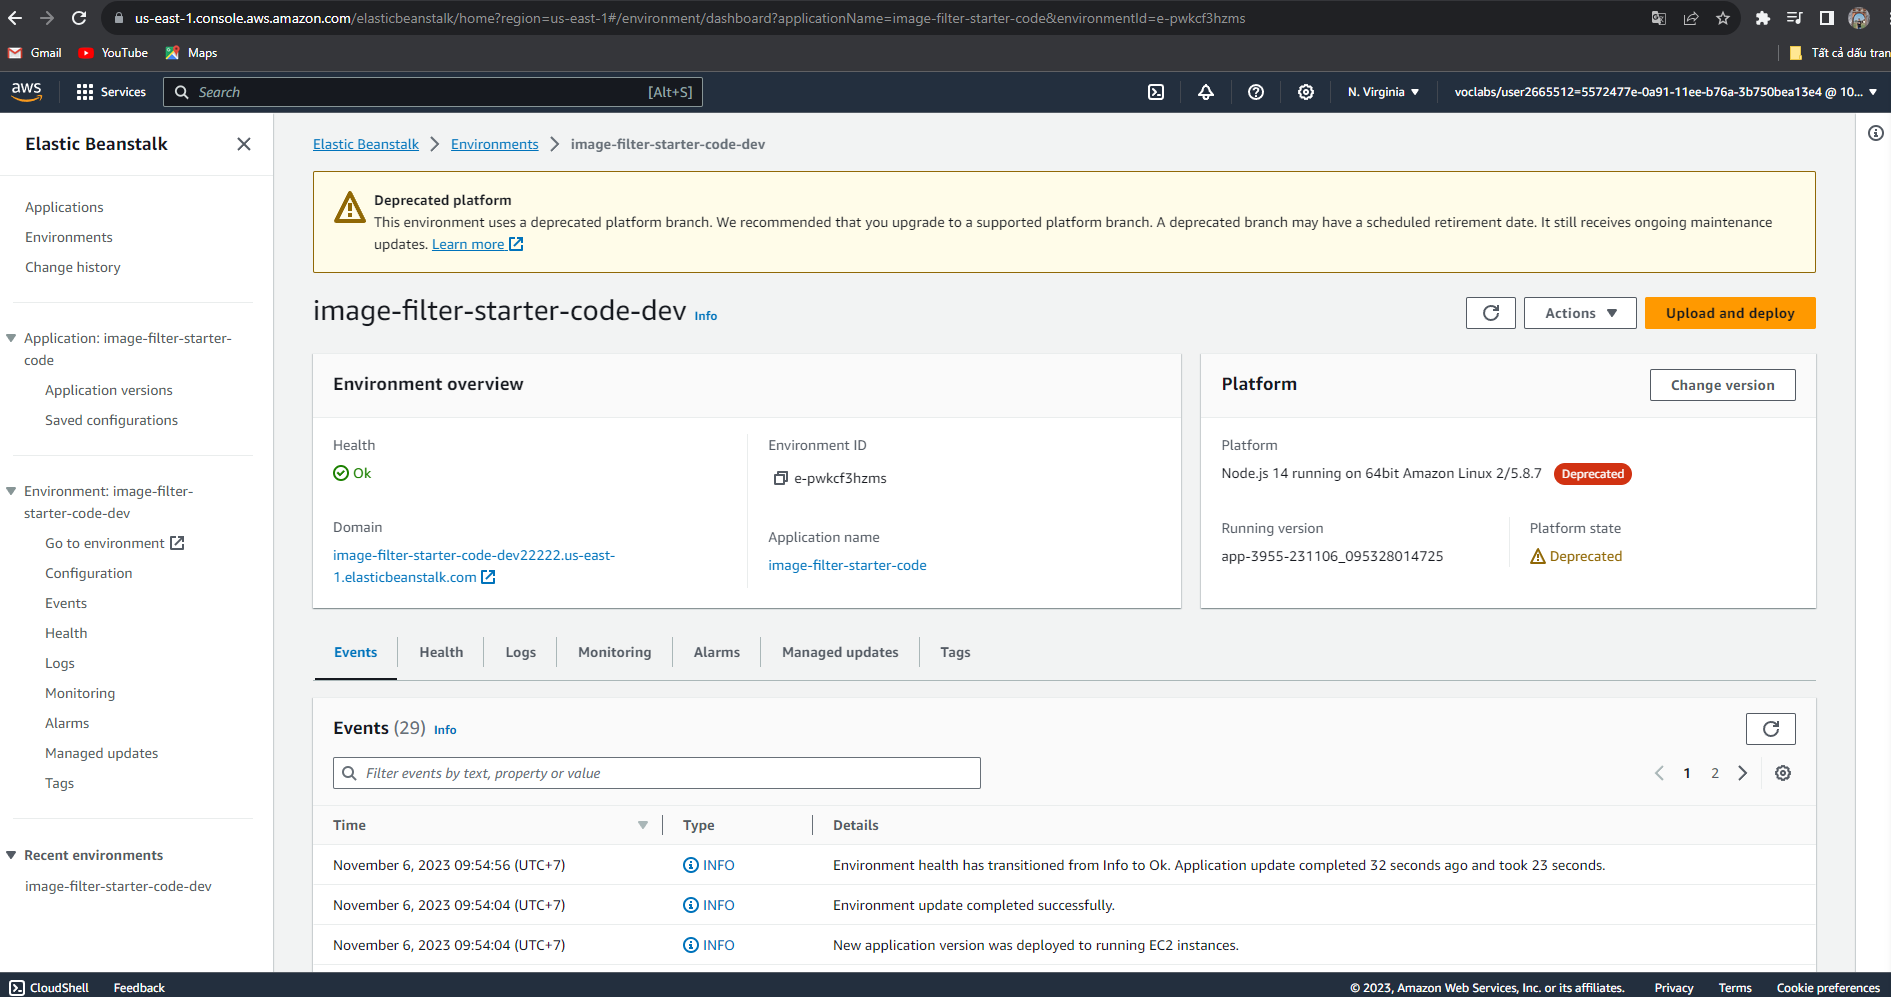 us-east-1.console.aws.amazon.com/elasticbeanstalk/home?region=us-east-1#/environment/dashboard?applicationName=image-filter-starter-code&environmentId=e-pwkcf3hzms
Gmail YouTube Maps Tất cả dấu tran
aws Services Search [Alt+S] N. Virginia voclabs/user2665512=5572477e-0a91-11ee-b76a-3b750bea13e4 @ 10...
Elastic Beanstalk
Applications
Environments
Change history
Application: image-filter-starter-
code
Application versions
Saved configurations
Environment: image-filter-
starter-code-dev
Go to environment
Configuration
Events
Health
Logs
Monitoring
Alarms
Managed updates
Tags
Recent environments
image-filter-starter-code-dev
Elastic Beanstalk Environments image-filter-starter-code-dev
Deprecated platform
This environment uses a deprecated platform branch. We recommended that you upgrade to a supported platform branch. A deprecated branch may have a scheduled retirement date. It still receives ongoing maintenance
updates. Learn more
image-filter-starter-code-dev Info
Actions Upload and deploy
Environment overview
Health
Ok
Domain
image-filter-starter-code-dev22222.us-east-
1.elasticbeanstalk.com
Environment ID
e-pwkcf3hzms
Application name
image-filter-starter-code
Platform Change version
Platform
Node.js 14 running on 64bit Amazon Linux 2/5.8.7 Deprecated
Running version
app-3955-231106_095328014725
Platform state
Deprecated
Events Health Logs Monitoring Alarms Managed updates Tags
Events (29) Info
Filter events by text, property or value
1 2
Time Type Details
November 6, 2023 09:54:56 (UTC+7) INFO Environment health has transitioned from Info to Ok. Application update completed 32 seconds ago and took 23 seconds.
November 6, 2023 09:54:04 (UTC+7) INFO Environment update completed successfully.
November 6, 2023 09:54:04 (UTC+7) INFO New application version was deployed to running EC2 instances.
CloudShell Feedback © 2023, Amazon Web Services, Inc. or its affiliates. Privacy Terms Cookie preferences